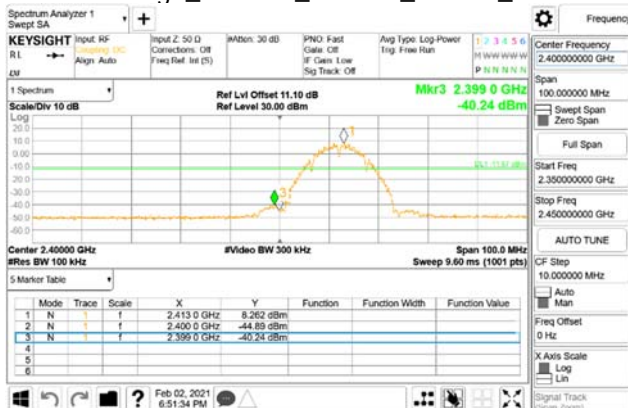 Spectrum Analyzer 1
Swept SA
+
Frequency
KEYSIGHT
RL
Input: RF
Coupling: DC
Align: Auto
Input Z: 50 Ω
Corrections: Off
Freq Ref: Int (S)
#Atten: 30 dB
PNO: Fast
Gate: Off
IF Gain: Low
Sig Track: Off
Avg Type: Log-Power
Trig: Free Run
1 2 3 4 5 6
M W W W W W
P N N N N N
1 Spectrum
Scale/Div 10 dB
Log
Ref Lvl Offset 11.10 dB
Ref Level 30.00 dBm
Mkr3 2.399 0 GHz
-40.24 dBm
20.0
10.0
0.00
-10.0
-20.0
-30.0
-40.0
-50.0
-60.0
1
3
Center 2.40000 GHz
#Res BW 100 kHz
#Video BW 300 kHz
Span 100.0 MHz
Sweep 9.60 ms (1001 pts)
5 Marker Table
Mode Trace Scale X Y Function Function Width Function Value
1 N 1 f 2.413 0 GHz 8.262 dBm
2 N 1 f 2.400 0 GHz -44.89 dBm
3 N 1 f 2.399 0 GHz -40.24 dBm
4
5
6
Feb 02, 2021
6:51:34 PM
Center Frequency
2.400000000 GHz
Span
100.000000 MHz
Swept Span
Zero Span
Full Span
Start Freq
2.350000000 GHz
Stop Freq
2.450000000 GHz
AUTO TUNE
CF Step
10.000000 MHz
Auto
Man
Freq Offset
0 Hz
X Axis Scale
Log
Lin
Signal Track